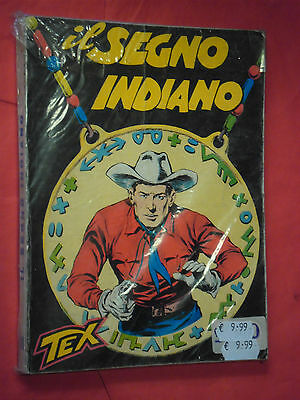 il SEGNO
INDIANO
TEX
€ 9.99
€ 9.99